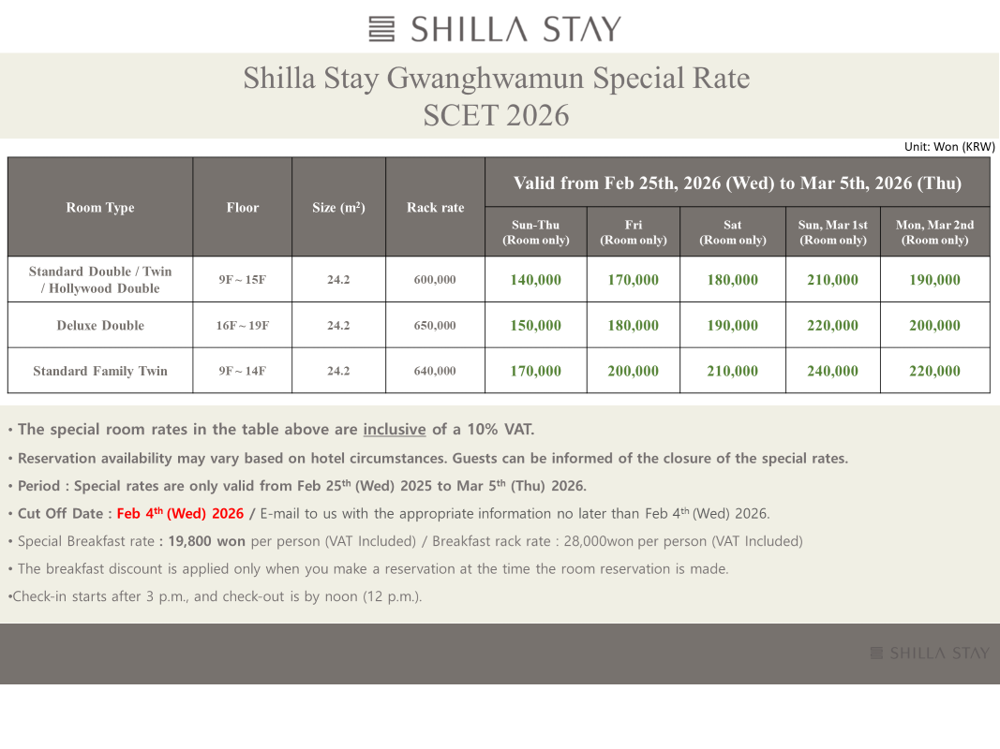 SHILLA STAY
Shilla Stay Gwanghwamun Special Rate
SCET 2026
Unit: Won (KRW)
Room Type Floor Size (m²) Rack rate Valid from Feb 25th, 2026 (Wed) to Mar 5th, 2026 (Thu)
Sun-Thu Fri Sat Sun, Mar 1st Mon, Mar 2nd
(Room only) (Room only) (Room only) (Room only) (Room only)
Standard Double / Twin
/ Hollywood Double 9F~ 15F 24.2 600,000 140,000 170,000 180,000 210,000 190,000
Deluxe Double 16F~ 19F 24.2 650,000 150,000 180,000 190,000 220,000 200,000
Standard Family Twin 9F~ 14F 24.2 640,000 170,000 200,000 210,000 240,000 220,000
• The special room rates in the table above are inclusive of a 10% VAT.
• Reservation availability may vary based on hotel circumstances. Guests can be informed of the closure of the special rates.
• Period : Special rates are only valid from Feb 25th (Wed) 2025 to Mar 5th (Thu) 2026.
• Cut Off Date : Feb 4th (Wed) 2026 / E-mail to us with the appropriate information no later than Feb 4th (Wed) 2026.
• Special Breakfast rate : 19,800 won per person (VAT Included) / Breakfast rack rate : 28,000won per person (VAT Included)
• The breakfast discount is applied only when you make a reservation at the time the room reservation is made.
•Check-in starts after 3 p.m., and check-out is by noon (12 p.m.).
SHILLA STAY